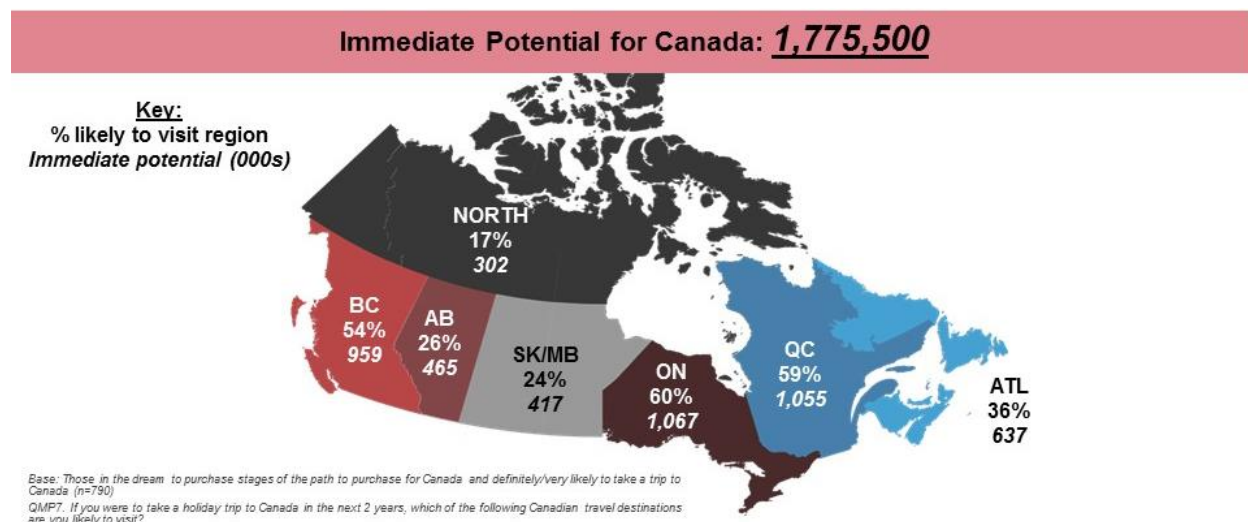 Immediate Potential for Canada: 1,775,500
Key:
% likely to visit region
Immediate potential (000s)
NORTH
17%
302
BC
54%
959
AB
26%
465
SK/MB
24%
417
ON
60%
1,067
QC
59%
1,055
ATL
36%
637
Base: Those in the dream to purchase stages of the path to purchase for Canada and definitely/very likely to take a trip to
Canada (n=790)
QMP7. If you were to take a holiday trip to Canada in the next 2 years, which of the following Canadian travel destinations
are you likely to visit?